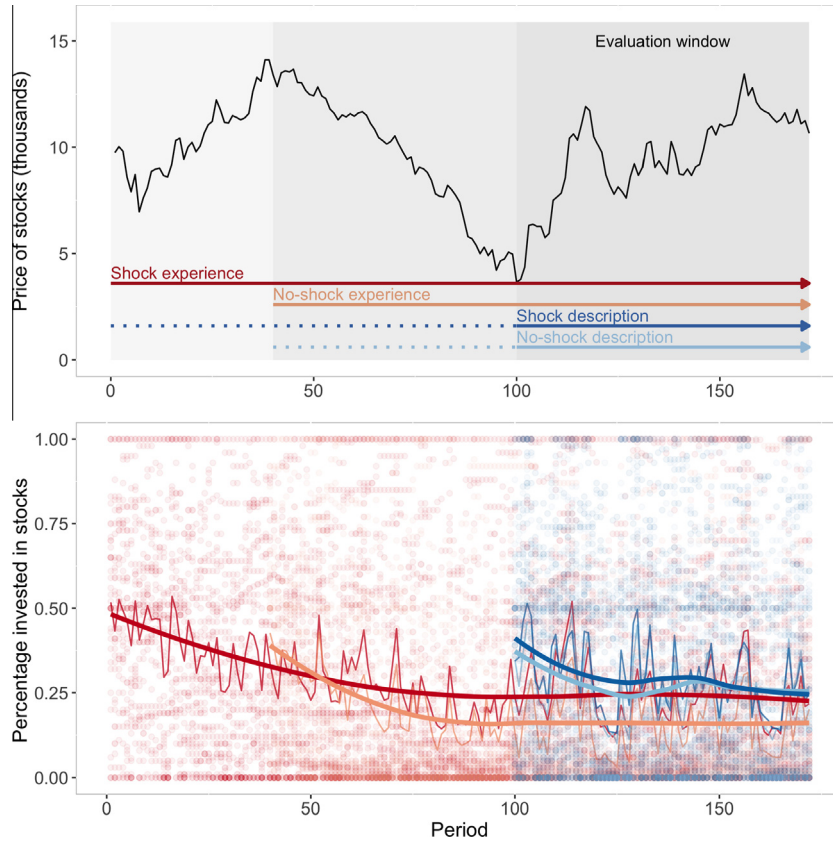 Price of stocks (thousands)
15
10
5
0
Evaluation window
Shock experience
No-shock experience
Shock description
No-shock description
0
50
100
150
Percentage invested in stocks
1.00
0.75
0.50
0.25
0.00
0
50
100
150
Period